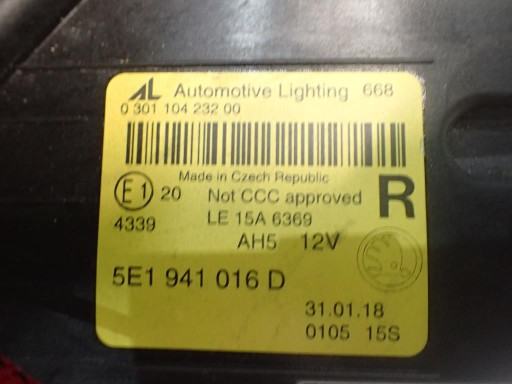 AL Automotive Lighting 668
0 301 104 232 00
Made in Czech Republic
E1 20 Not CCC approved R
4339 LE 15A 6369
AH5 12V
5E1 941 016 D
31.01.18
0105 15S